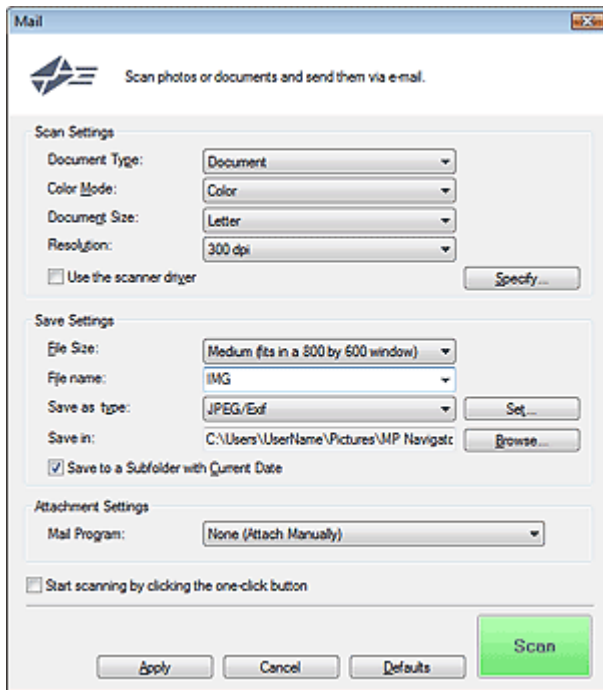 Mail
Scan photos or documents and send them via e-mail.
Scan Settings
Document Type: Document
Color Mode: Color
Document Size: Letter
Resolution: 300 dpi
Use the scanner driver Specify...
Save Settings
File Size: Medium (fits in a 800 by 600 window)
File name: IMG
Save as type: JPEG/Exif Set...
Save in: C:\Users\UserName\Pictures\MP Navigatc Browse...
Save to a Subfolder with Current Date
Attachment Settings
Mail Program: None (Attach Manually)
Start scanning by clicking the one-click button
Scan
Apply Cancel Defaults